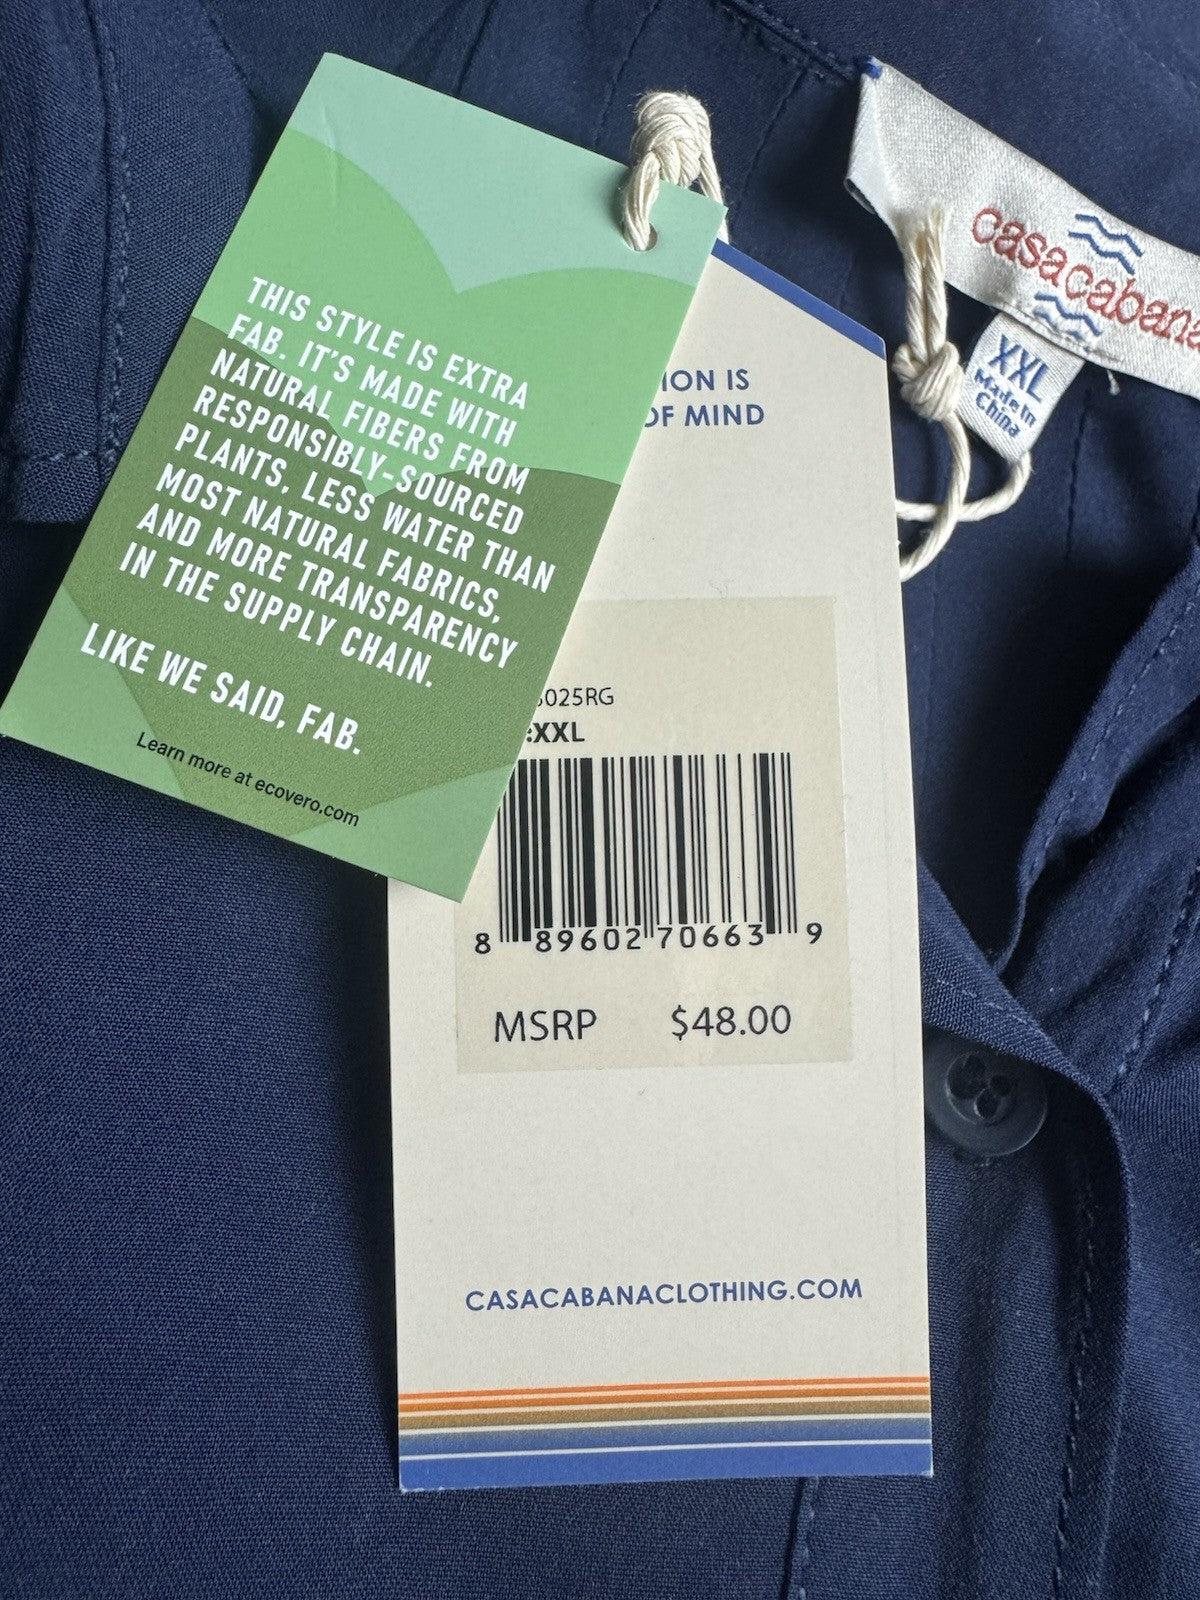 THIS STYLE IS EXTRA
FAB. IT'S MADE WITH
NATURAL FIBERS FROM
RESPONSIBLY-SOURCED
PLANTS, LESS WATER THAN
MOST NATURAL FABRICS,
AND MORE TRANSPARENCY
IN THE SUPPLY CHAIN.
LIKE WE SAID, FAB.
Learn more at ecovero.com
casacabana
XXL
Made in
China
IS
OF MIND
:XXL
8 89602 70663 9
MSRP $48.00
CASACABANACLOTHING.COM